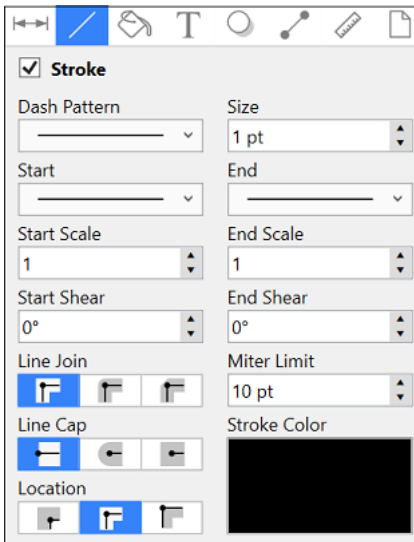 T
Stroke
Dash Pattern Size
1 pt
Start End
Start Scale End Scale
1 1
Start Shear End Shear
0° 0°
Line Join Miter Limit
10 pt
Line Cap Stroke Color
Location